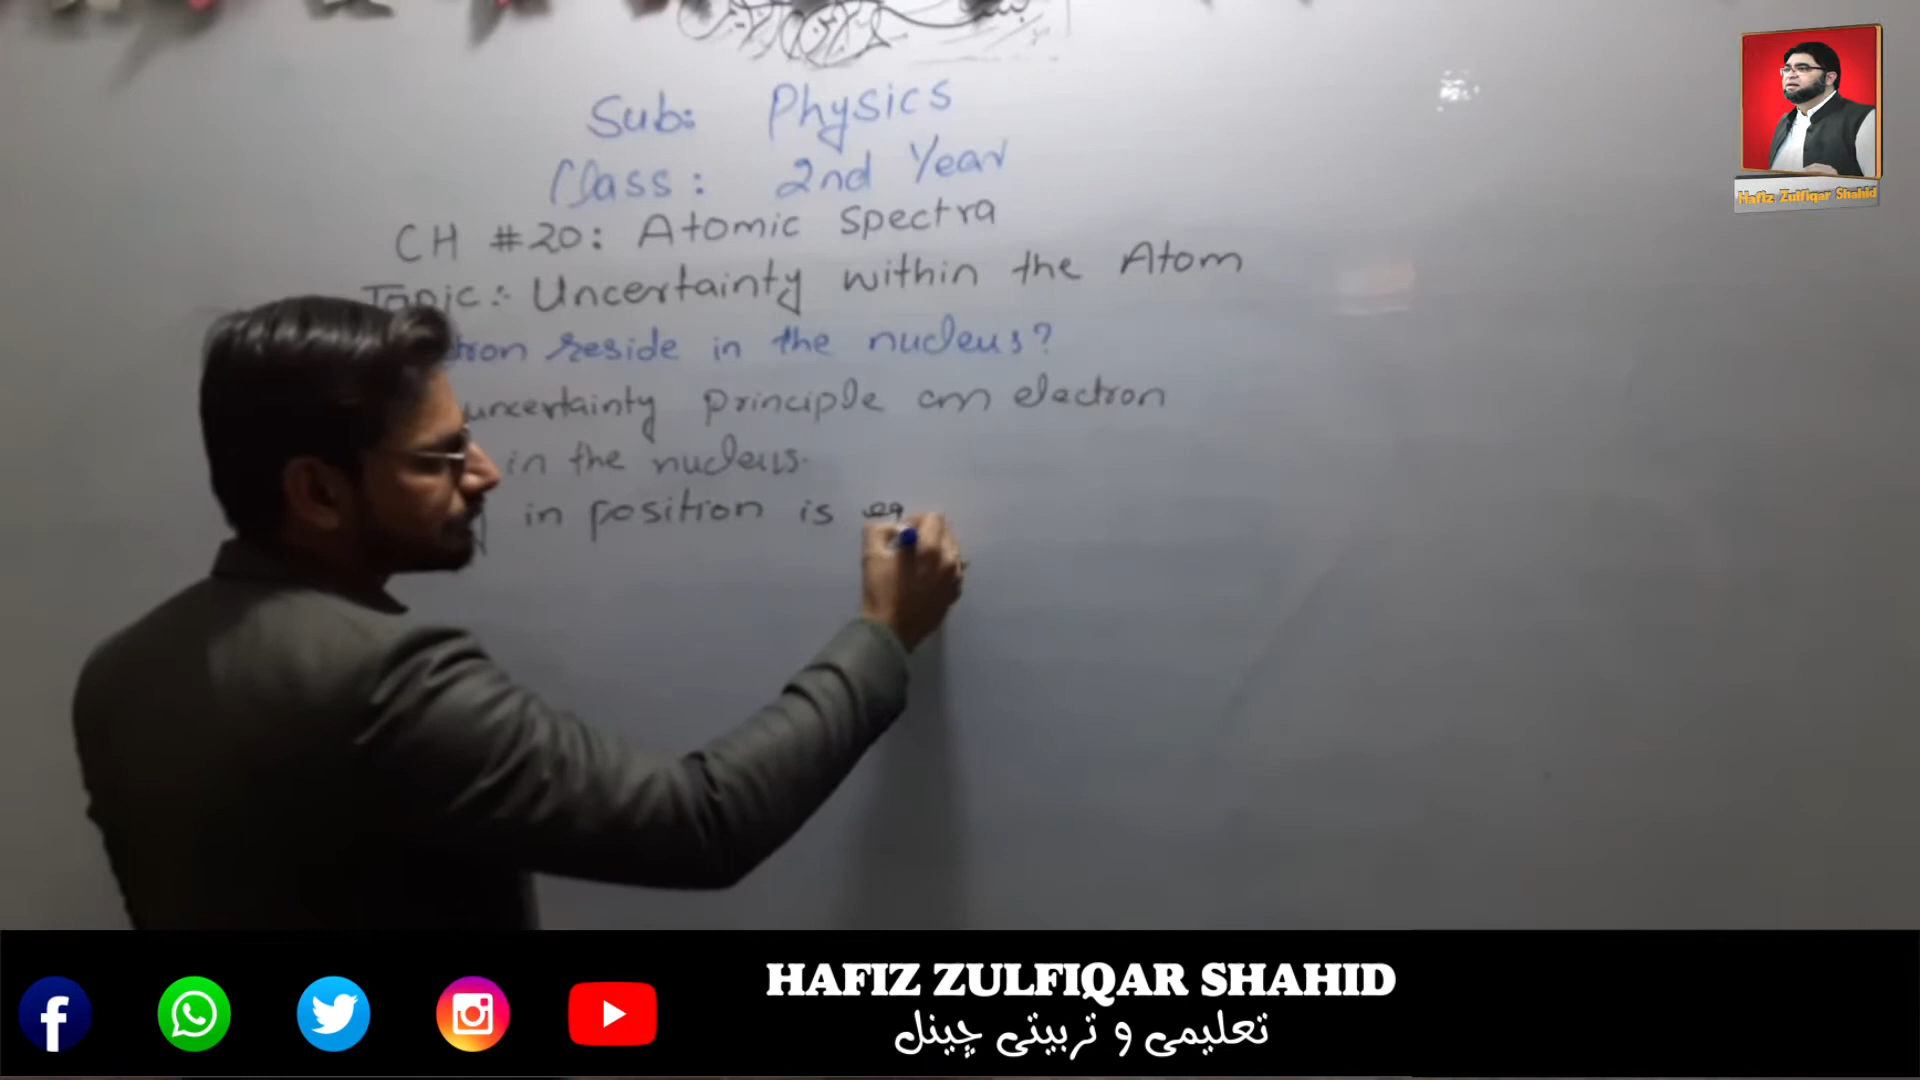 Sub: Physics
Class: 2nd Year
CH #20: Atomic Spectra
Topic:- Uncertainty within the Atom
reside in the nucleus?
uncertainty principle an electron
in the nucleus.
in position is
Hafiz Zulfiqar Shahid
HAFIZ ZULFIQAR SHAHID
تعلیمی و تربیتی چینل